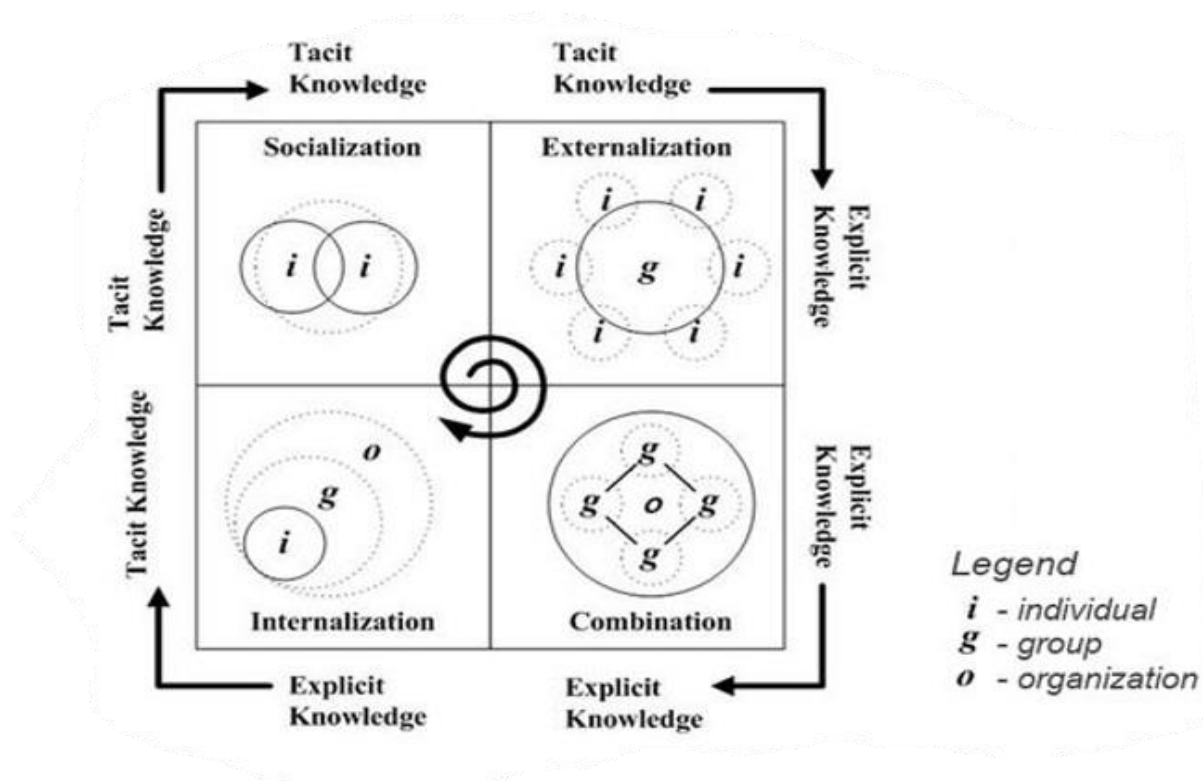 Tacit
Knowledge
Tacit
Knowledge
Socialization
Externalization
i
i
i
i
i
g
i
i
i
Tacit
Knowledge
Explicit
Knowledge
Tacit Knowledge
o
g
i
g
g
o
g
g
Explicit
Knowledge
Internalization
Combination
Explicit
Knowledge
Explicit
Knowledge
Legend
i - individual
g - group
o - organization